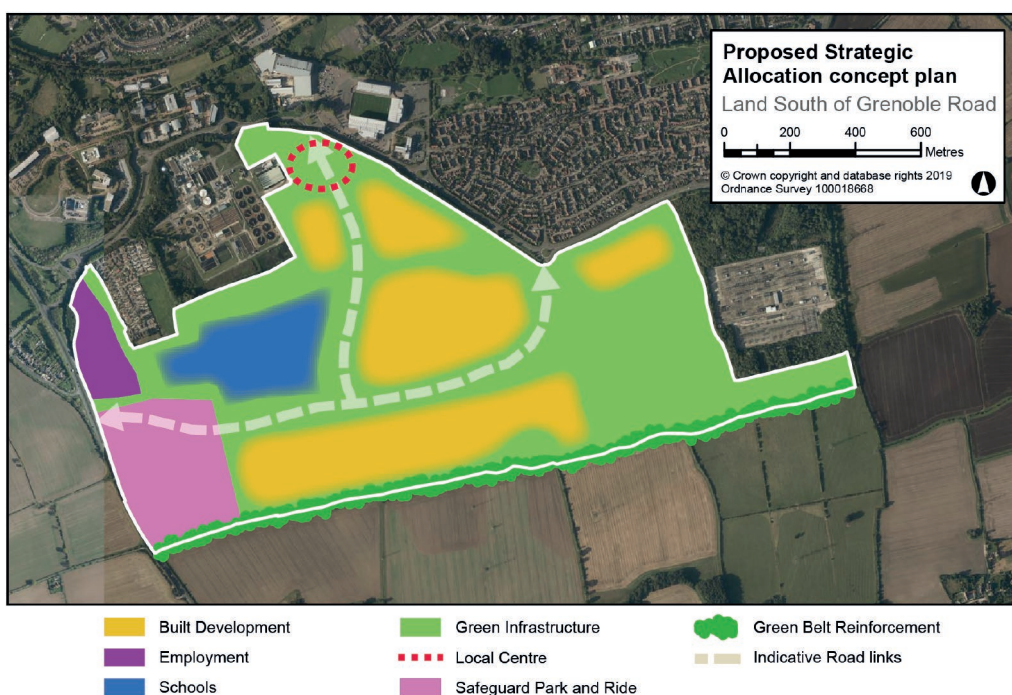 Proposed Strategic
Allocation concept plan
Land South of Grenoble Road
0 200 400 600
Metres
© Crown copyright and database rights 2019
Ordnance Survey 100018668
Built Development
Green Infrastructure
Green Belt Reinforcement
Employment
Local Centre
Indicative Road links
Schools
Safeguard Park and Ride